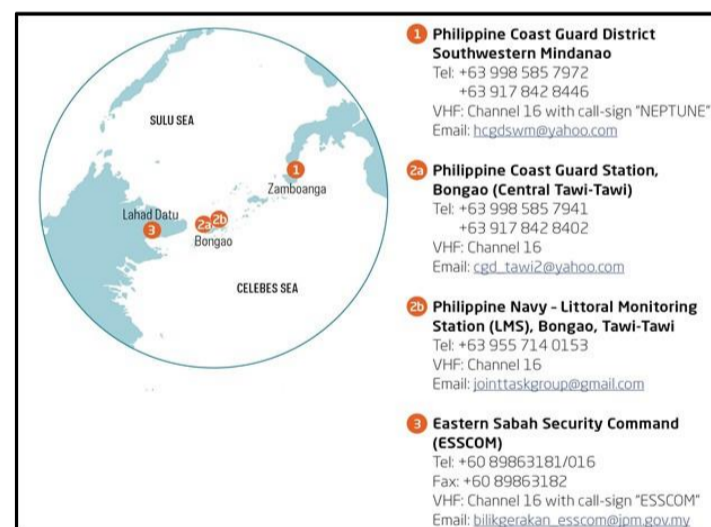 SULU SEA
1
Zamboanga
Lahad Datu
3
2a
2b
Bongao
CELEBES SEA
1 Philippine Coast Guard District
Southwestern Mindanao
Tel: +63 998 585 7972
+63 917 842 8446
VHF: Channel 16 with call-sign "NEPTUNE"
Email: hcgdswm@yahoo.com
2a Philippine Coast Guard Station,
Bongao (Central Tawi-Tawi)
Tel: +63 998 585 7941
+63 917 842 8402
VHF: Channel 16
Email: cgd_tawi2@yahoo.com
2b Philippine Navy - Littoral Monitoring
Station (LMS), Bongao, Tawi-Tawi
Tel: +63 955 714 0153
VHF: Channel 16
Email: jointtaskgroup@gmail.com
3 Eastern Sabah Security Command
(ESSCOM)
Tel: +60 89863181/016
Fax: +60 89863182
VHF: Channel 16 with call-sign "ESSCOM"
Email: bilikgerakan_esscom@jpm.gov.my